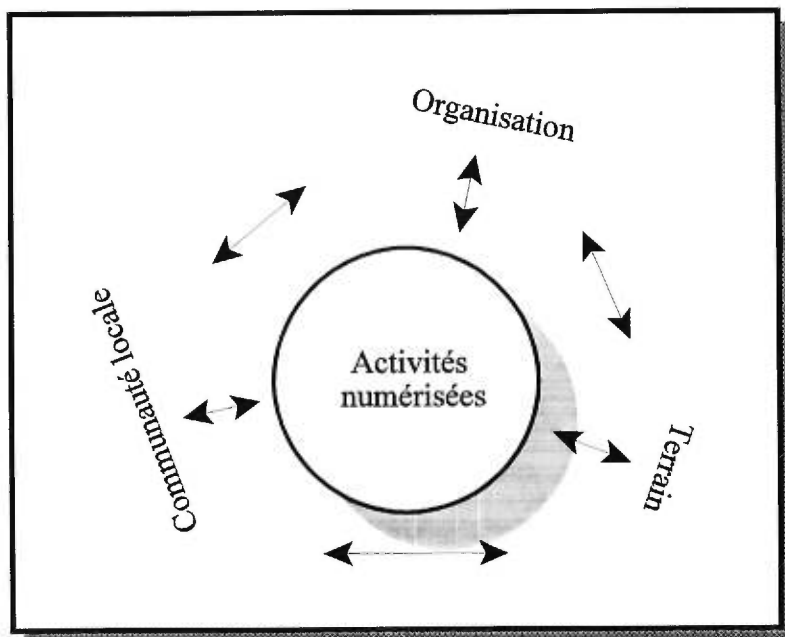 Organisation
Communauté locale
Activités
numérisées
Terrain